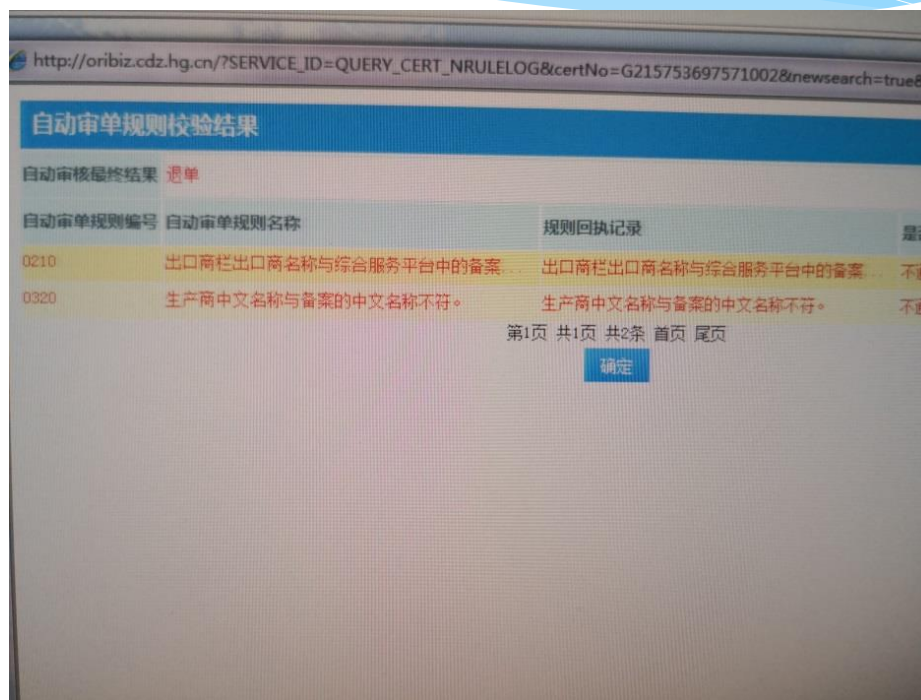 http://oribiz.cdz.hg.cn/?SERVICE_ID=QUERY_CERT_NRULELOG&certNo=G215753697571002&newsearch=true&
自动审单规则校验结果
自动审核最终结果 退单
自动审单规则编号 自动审单规则名称 规则回执记录
0210 出口商栏出口商名称与综合服务平台中的备案... 出口商栏出口商名称与综合服务平台中的备案... 不
0320 生产商中文名称与备案的中文名称不符。 生产商中文名称与备案的中文名称不符。 不
第1页 共1页 共2条 首页 尾页
确定